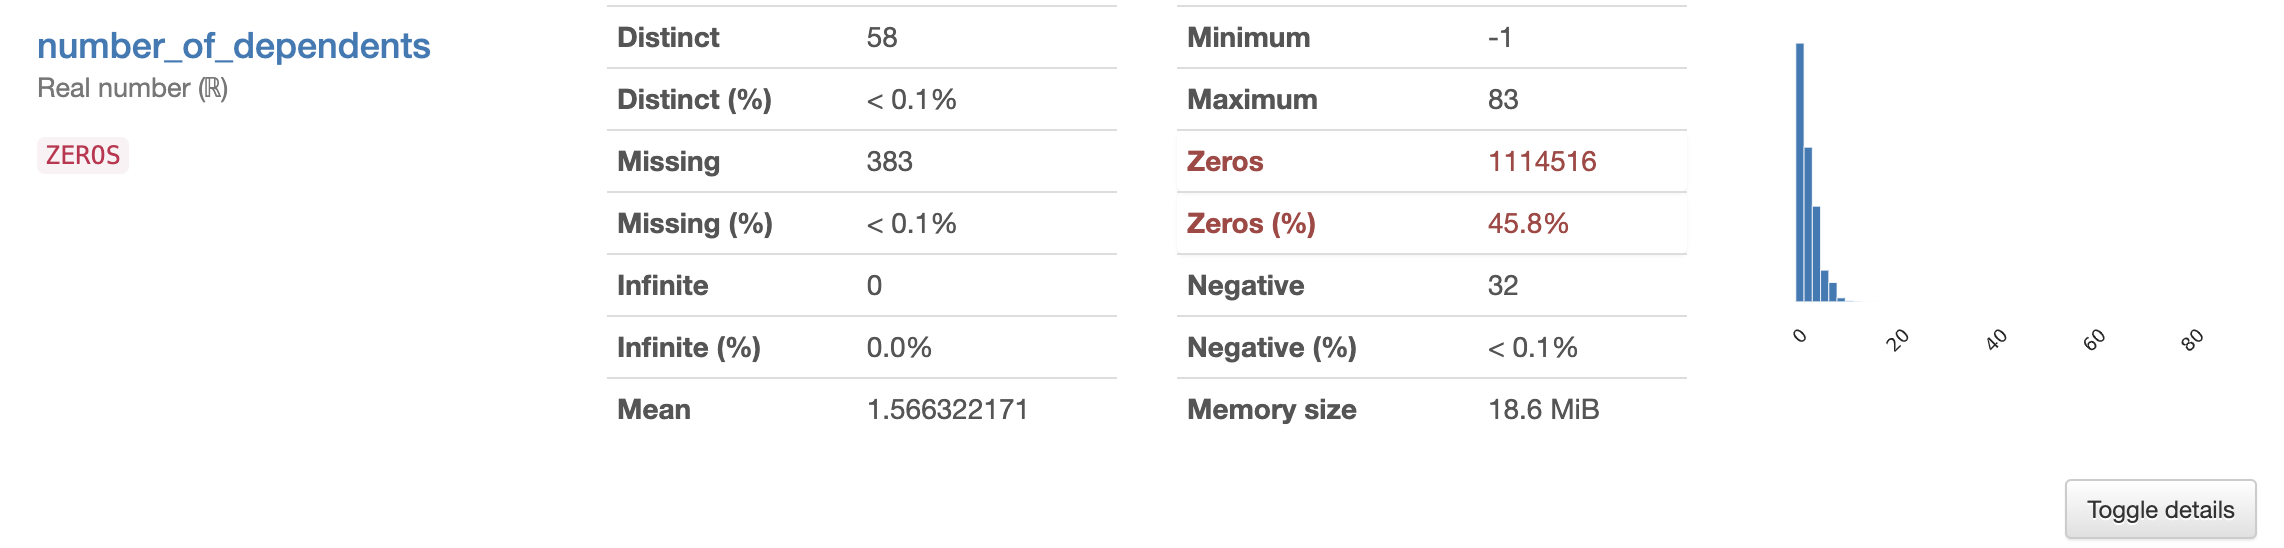 number_of_dependents
Real number (ℝ)
ZEROS
Distinct 58
Distinct (%) < 0.1%
Missing 383
Missing (%) < 0.1%
Infinite 0
Infinite (%) 0.0%
Mean 1.566322171
Minimum -1
Maximum 83
Zeros 1114516
Zeros (%) 45.8%
Negative 32
Negative (%) < 0.1%
Memory size 18.6 MiB
0 20 40 60 80
Toggle details